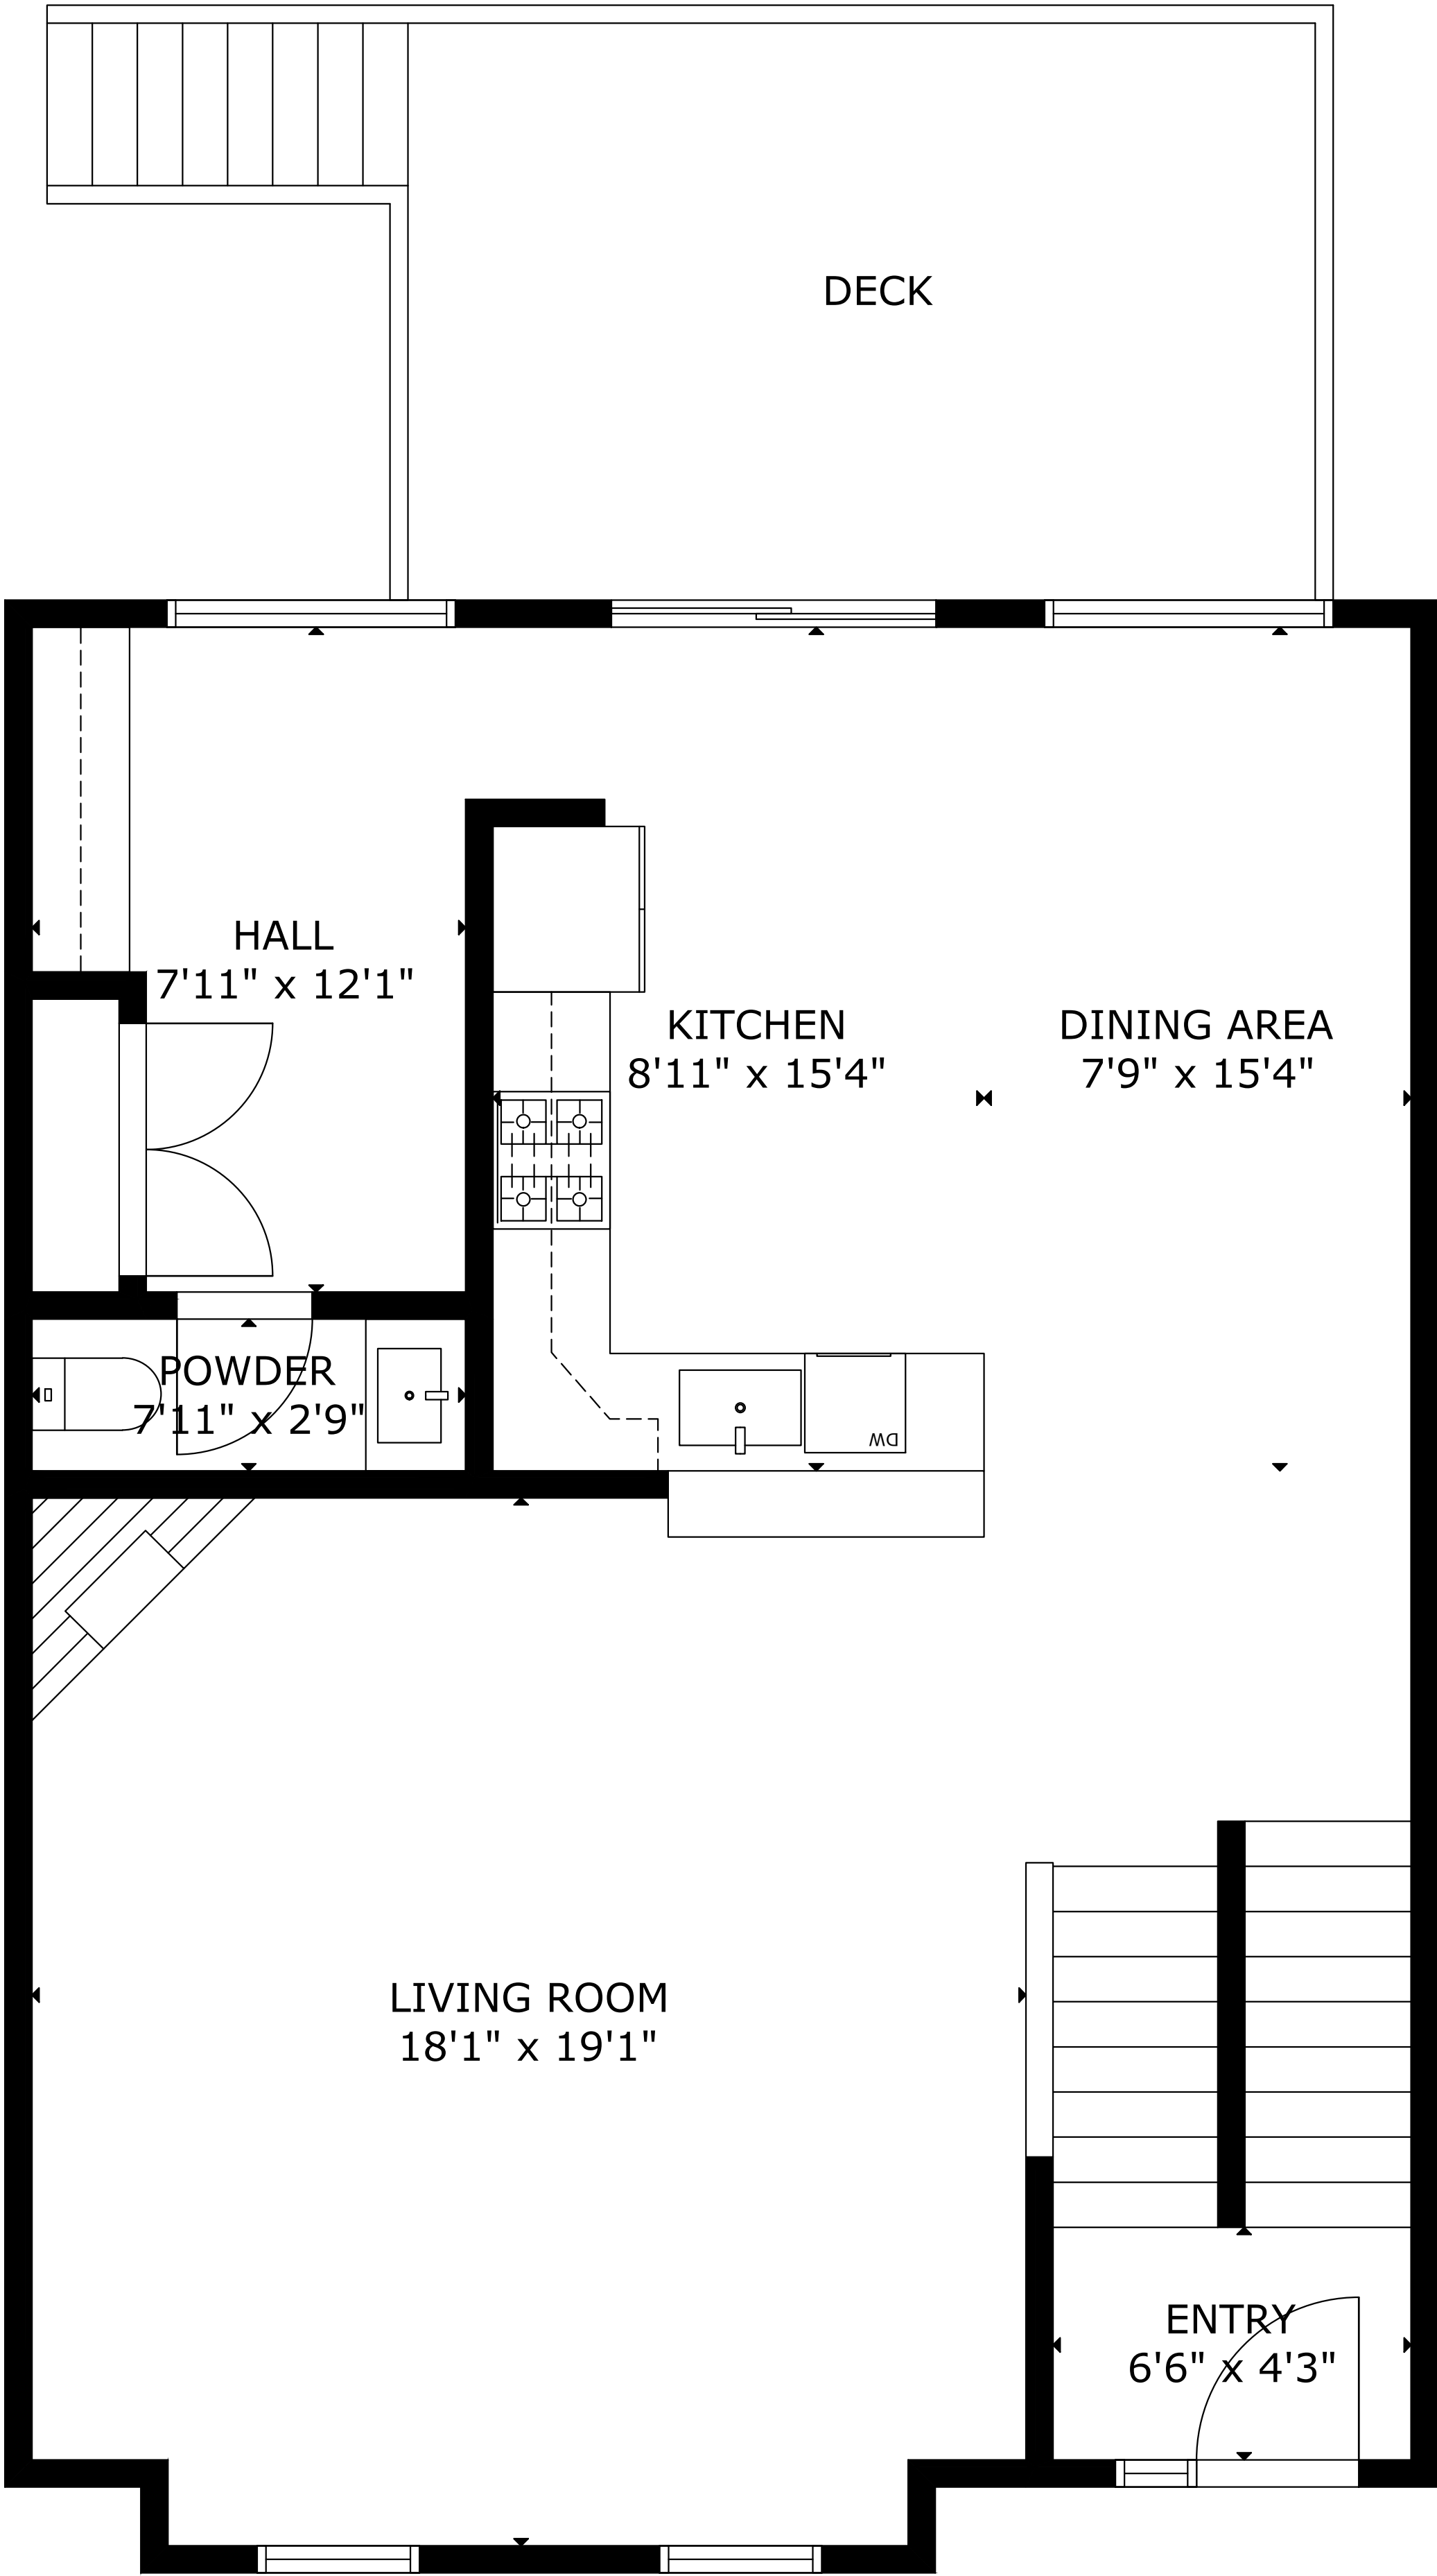 DECK
HALL
7'11" x 12'1"
KITCHEN
8'11" x 15'4"
DINING AREA
7'9" x 15'4"
POWDER
7'11" x 2'9"
DW
LIVING ROOM
18'1" x 19'1"
ENTRY
6'6" x 4'3"